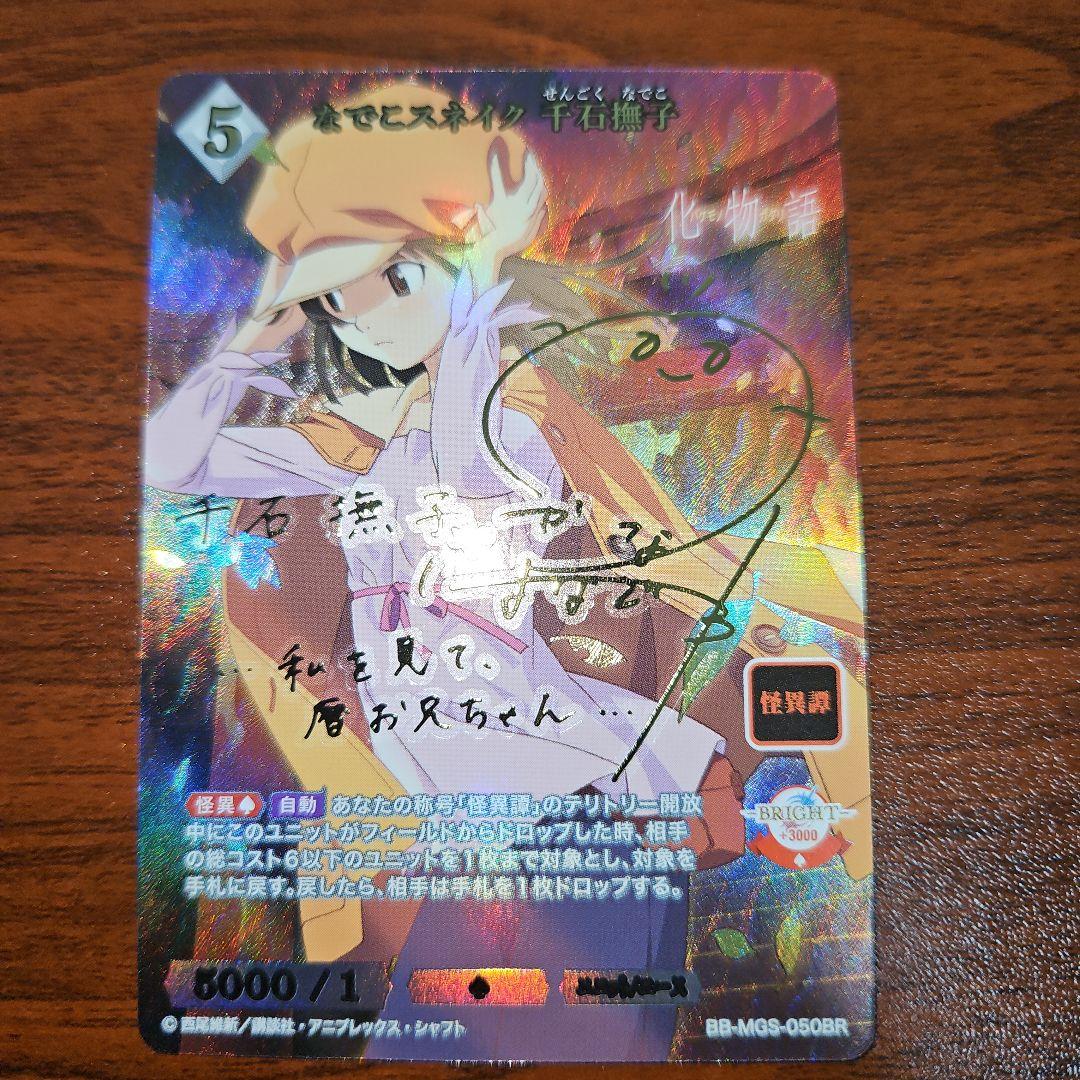 5
せんごく なでこ
なでこスネイク 千石撫子
化物語
千石 撫子
…私を見て、
暦お兄ちゃん…
怪異譚
怪異♠ 自動 あなたの称号「怪異譚」のテリトリー開放
中にこのユニットがフィールドからドロップした時、相手
の総コスト6以下のユニットを1枚まで対象とし、対象を
手札に戻す。戻したら、相手は手札を1枚ドロップする。
BRIGHT
+3000
♠
5000/1
♠
© 西尾維新/講談社・アニプレックス・シャフト
BB-MGS-050BR